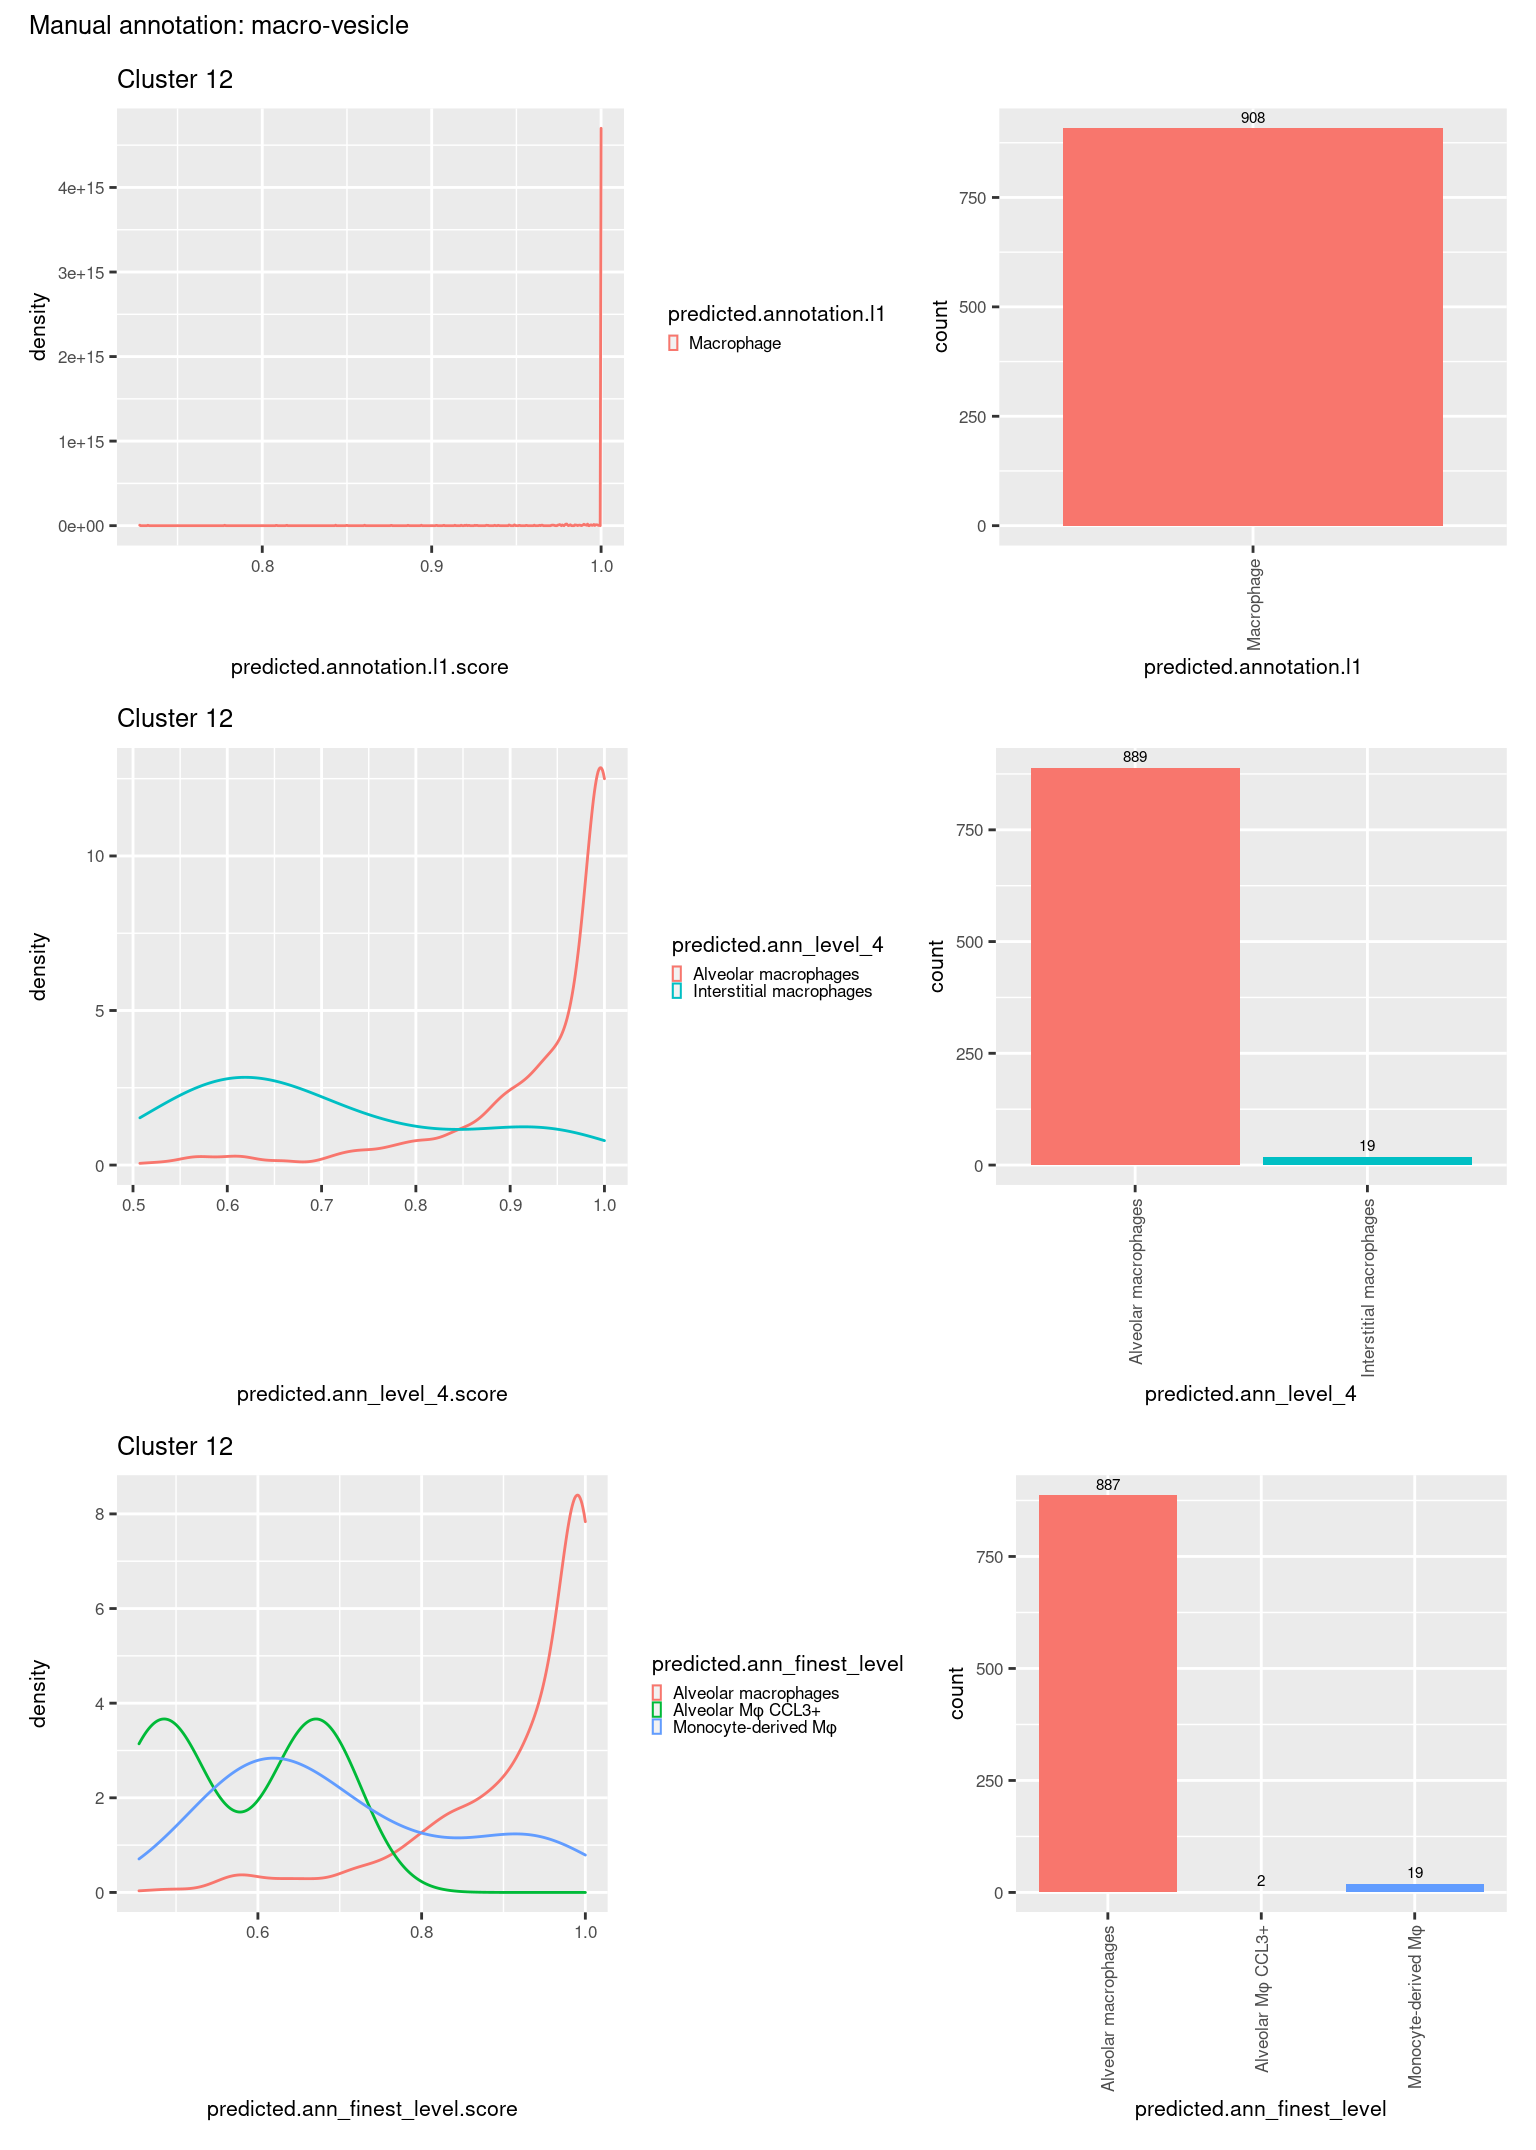 Manual annotation: macro-vesicle
Cluster 12
density
4e+15
3e+15
2e+15
1e+15
0e+00
0.8 0.9 1.0
predicted.annotation.l1.score
predicted.annotation.l1
Macrophage
count
750
500
250
0
908
Macrophage
predicted.annotation.l1
Cluster 12
density
10
5
0
0.5 0.6 0.7 0.8 0.9 1.0
predicted.ann_level_4.score
predicted.ann_level_4
Alveolar macrophages
Interstitial macrophages
count
750
500
250
0
889
19
Alveolar macrophages
Interstitial macrophages
predicted.ann_level_4
Cluster 12
density
8
6
4
2
0
0.6 0.8 1.0
predicted.ann_finest_level.score
predicted.ann_finest_level
Alveolar macrophages
Alveolar Mφ CCL3+
Monocyte-derived Mφ
count
750
500
250
0
887
2
19
Alveolar macrophages
Alveolar Mφ CCL3+
Monocyte-derived Mφ
predicted.ann_finest_level